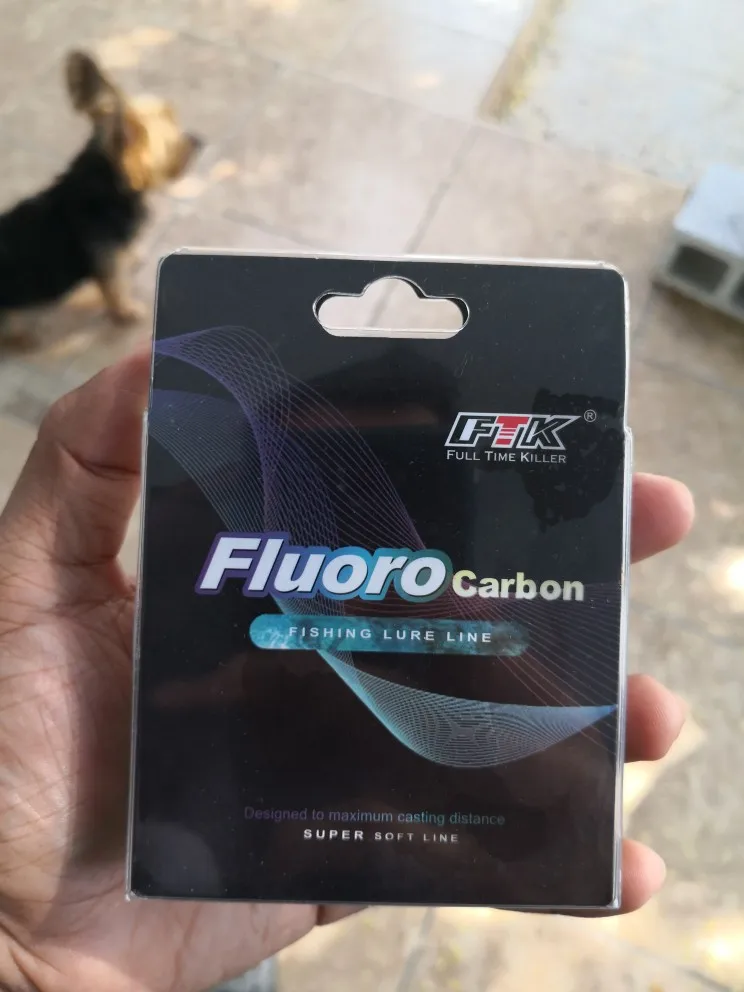 FTK®
FULL TIME KILLER
Fluoro Carbon
FISHING LURE LINE
Designed to maximum casting distance
SUPER SOFT LINE